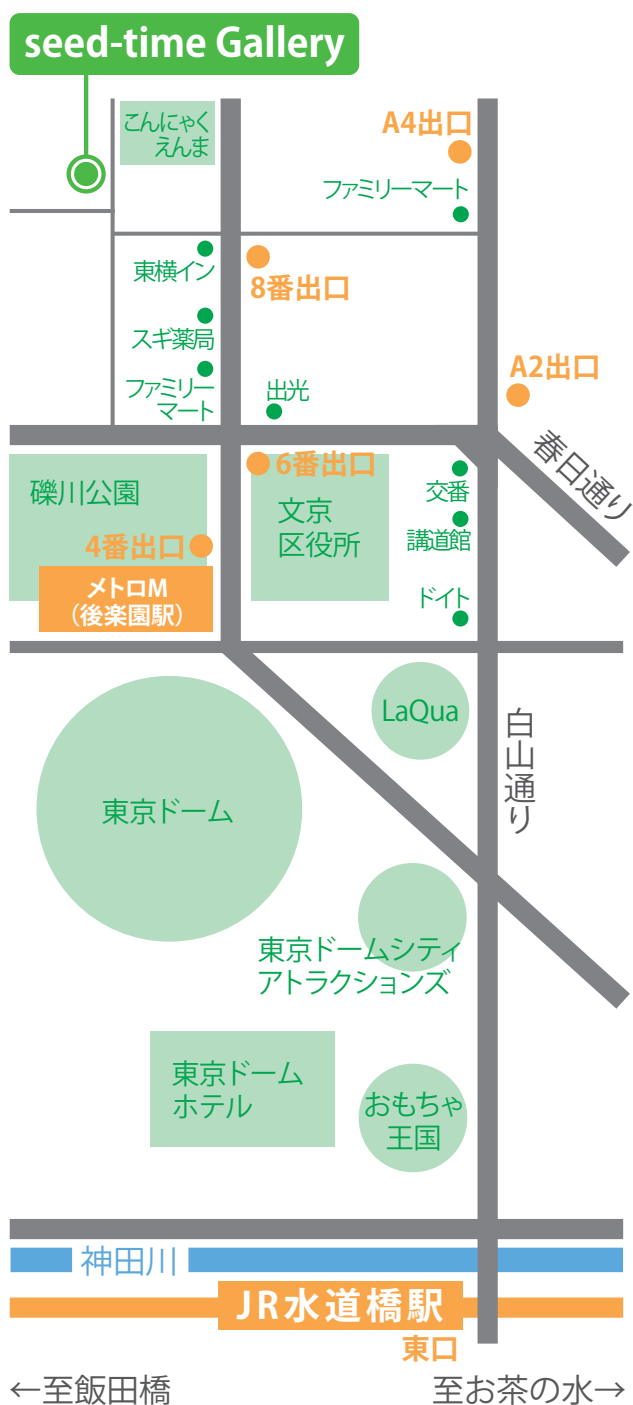 seed-time Gallery
こんにゃく
えんま
A4出口
ファミリーマート
東横イン
8番出口
スギ薬局
A2出口
ファミリー
マート
出光
春日通り
6番出口
礫川公園
交番
文京
区役所
講道館
4番出口
メトロM
(後楽園駅)
ドイト
LaQua
白山通り
東京ドーム
東京ドームシティ
アトラクションズ
東京ドーム
ホテル
おもちゃ
王国
神田川
JR水道橋駅
東口
←至飯田橋
至お茶の水→